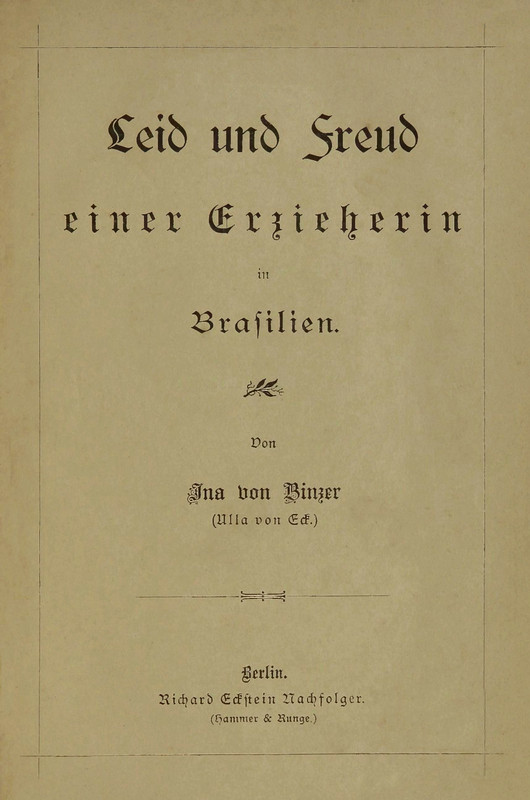 Leid und Freud
einer Erzieherin
in
Braſilien.
Von
Ina von Binzer
(Ulla von Eck.)
Berlin.
Richard Eckſtein Nachfolger.
(Hammer & Runge.)